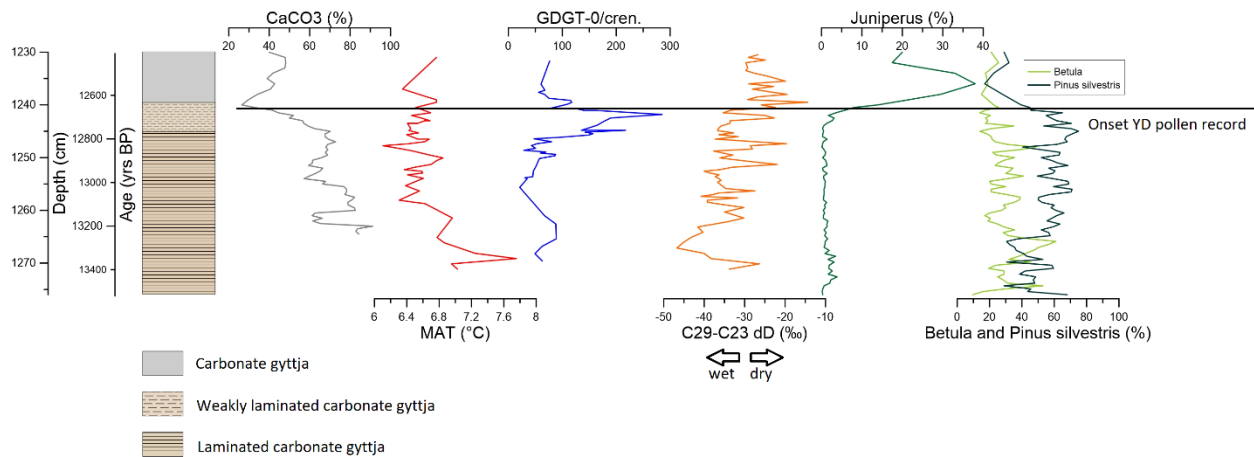 CaCO3 (%)
GDGT-0/cren.
Juniperus (%)
20 40 60 80 100
0 100 200 300
0 20 40
1230
1240
1250
1260
1270
Depth (cm)
12600
12800
13000
13200
13400
Age (yrs BP)
Betula
Pinus silvestris
Onset YD pollen record
6 6.4 6.8 7.2 7.6 8
MAT (°C)
-50 -40 -30 -20 -10
C29-C23 dD (‰)
wet dry
0 20 40 60 80 100
Betula and Pinus silvestris (%)
Carbonate gyttja
Weakly laminated carbonate gyttja
Laminated carbonate gyttja